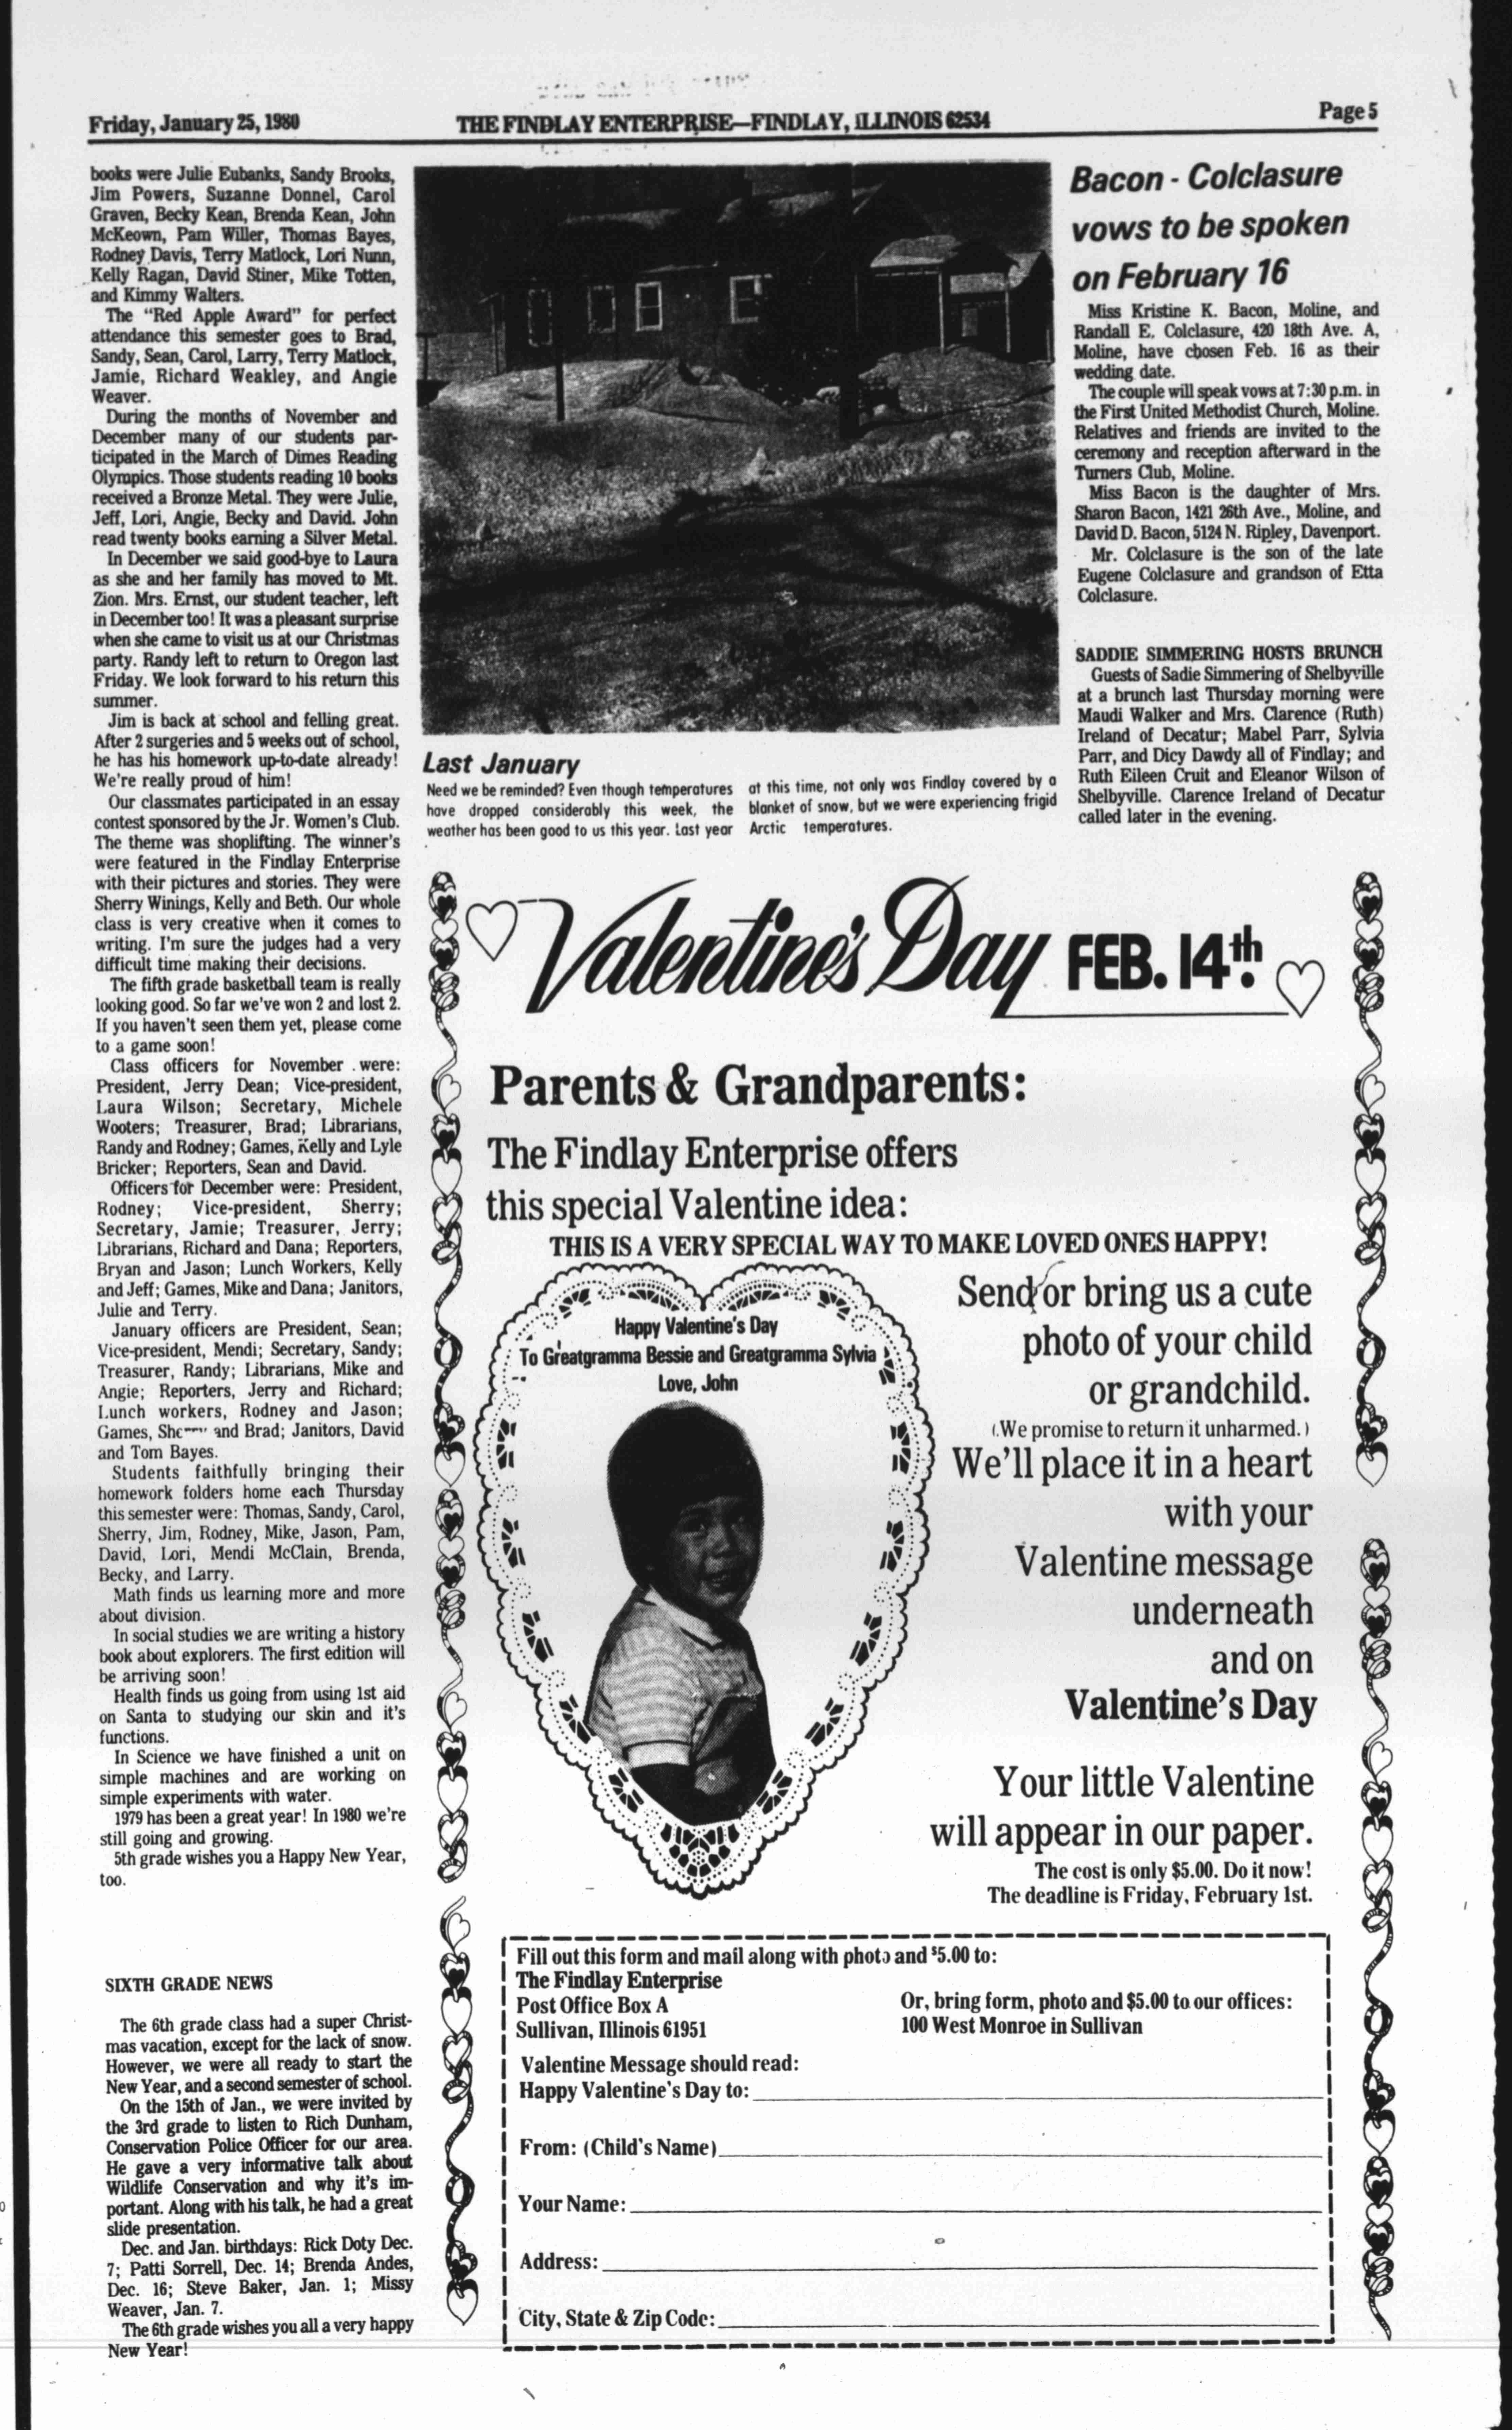 Friday, January 25, 1980
THE FINDLAY ENTERPRISE—FINDLAY, ILLINOIS 62534
Page 5
books were Julie Eubanks, Sandy Brooks,
Jim Powers, Suzanne Donnel, Carol
Graven, Becky Kean, Brenda Kean, John
McKeown, Pam Willer, Thomas Bayes,
Rodney Davis, Terry Matlock, Lori Nunn,
Kelly Ragan, David Stiner, Mike Totten,
and Kimmy Walters.
The "Red Apple Award" for perfect
attendance this semester goes to Brad,
Sandy, Sean, Carol, Larry, Terry Matlock,
Jamie, Richard Weakley, and Angie
Weaver.
During the months of November and
December many of our students par-
ticipated in the March of Dimes Reading
Olympics. Those students reading 10 books
received a Bronze Metal. They were Julie,
Jeff, Lori, Angie, Becky and David. John
read twenty books earning a Silver Metal.
In December we said good-bye to Laura
as she and her family has moved to Mt.
Zion. Mrs. Ernst, our student teacher, left
in December too! It was a pleasant surprise
when she came to visit us at our Christmas
party. Randy left to return to Oregon last
Friday. We look forward to his return this
summer.
Jim is back at school and felling great.
After 2 surgeries and 5 weeks out of school,
he has his homework up-to-date already!
We're really proud of him!
Our classmates participated in an essay
contest sponsored by the Jr. Women's Club.
The theme was shoplifting. The winner's
were featured in the Findlay Enterprise
with their pictures and stories. They were
Sherry Winings, Kelly and Beth. Our whole
class is very creative when it comes to
writing. I'm sure the judges had a very
difficult time making their decisions.
The fifth grade basketball team is really
looking good. So far we've won 2 and lost 2.
If you haven't seen them yet, please come
to a game soon!
Class officers for November were:
President, Jerry Dean; Vice-president,
Laura Wilson; Secretary, Michele
Wooters; Treasurer, Brad; Librarians,
Randy and Rodney; Games, Kelly and Lyle
Bricker; Reporters, Sean and David.
Officers for December were: President,
Rodney; Vice-president, Sherry;
Secretary, Jamie; Treasurer, Jerry;
Librarians, Richard and Dana; Reporters,
Bryan and Jason; Lunch Workers, Kelly
and Jeff; Games, Mike and Dana; Janitors,
Julie and Terry.
January officers are President, Sean;
Vice-president, Mendi; Secretary, Sandy;
Treasurer, Randy; Librarians, Mike and
Angie; Reporters, Jerry and Richard;
Lunch workers, Rodney and Jason;
Games, and Brad; Janitors, David
and Tom Bayes.
Students faithfully bringing their
homework folders home each Thursday
this semester were: Thomas, Sandy, Carol,
Sherry, Jim, Rodney, Mike, Jason, Pam,
David, Lori, Mendi McClain, Brenda,
Becky, and Larry.
Math finds us learning more and more
about division.
In social studies we are writing a history
book about explorers. The first edition will
be arriving soon!
Health finds us going from using 1st aid
on Santa to studying our skin and it's
functions.
In Science we have finished a unit on
simple machines and are working on
simple experiments with water.
1979 has been a great year! In 1980 we're
still going and growing.
5th grade wishes you a Happy New Year,
too.
SIXTH GRADE NEWS
The 6th grade class had a super Christ-
mas vacation, except for the lack of snow.
However, we were all ready to start the
New Year, and a second semester of school.
On the 15th of Jan., we were invited by
the 3rd grade to listen to Rich Dunham,
Conservation Police Officer for our area.
He gave a very informative talk about
Wildlife Conservation and why it's im-
portant. Along with his talk, he had a great
slide presentation.
Dec. and Jan. birthdays: Rick Doty Dec.
7; Patti Sorrell, Dec. 14; Brenda Andes,
Dec. 16; Steve Baker, Jan. 1; Missy
Weaver, Jan. 7.
The 6th grade wishes you all a very happy
New Year!
Last January
Need we be reminded? Even though temperatures
have dropped considerably this week, the
weather has been good to us this year. Last year
at this time, not only was Findlay covered by a
blanket of snow, but we were experiencing frigid
Arctic temperatures.
Bacon - Colclasure
vows to be spoken
on February 16
Miss Kristine K. Bacon, Moline, and
Randall E. Colclasure, 420 18th Ave. A,
Moline, have chosen Feb. 16 as their
wedding date.
The couple will speak vows at 7:30 p.m. in
the First United Methodist Church, Moline.
Relatives and friends are invited to the
ceremony and reception afterward in the
Turners Club, Moline.
Miss Bacon is the daughter of Mrs.
Sharon Bacon, 1421 26th Ave., Moline, and
David D. Bacon, 5124 N. Ripley, Davenport.
Mr. Colclasure is the son of the late
Eugene Colclasure and grandson of Etta
Colclasure.
SADDIE SIMMERING HOSTS BRUNCH
Guests of Sadie Simmering of Shelbyville
at a brunch last Thursday morning were
Maudi Walker and Mrs. Clarence (Ruth)
Ireland of Decatur; Mabel Parr, Sylvia
Parr, and Dicy Dawdy all of Findlay; and
Ruth Eileen Cruit and Eleanor Wilson of
Shelbyville. Clarence Ireland of Decatur
called later in the evening.
Valentine's Day FEB. 14th.
Parents & Grandparents:
The Findlay Enterprise offers
this special Valentine idea:
THIS IS A VERY SPECIAL WAY TO MAKE LOVED ONES HAPPY!
Happy Valentine's Day
To Greatgramma Bessie and Greatgramma Sylvia
Love, John
Send or bring us a cute
photo of your child
or grandchild.
(We promise to return it unharmed.)
We'll place it in a heart
with your
Valentine message
underneath
and on
Valentine's Day
Your little Valentine
will appear in our paper.
The cost is only $5.00. Do it now!
The deadline is Friday, February 1st.
Fill out this form and mail along with photo and $5.00 to:
The Findlay Enterprise
Post Office Box A
Sullivan, Illinois 61951
Or, bring form, photo and $5.00 to our offices:
100 West Monroe in Sullivan
Valentine Message should read:
Happy Valentine's Day to:
From: (Child's Name)
Your Name:
Address:
City, State & Zip Code: